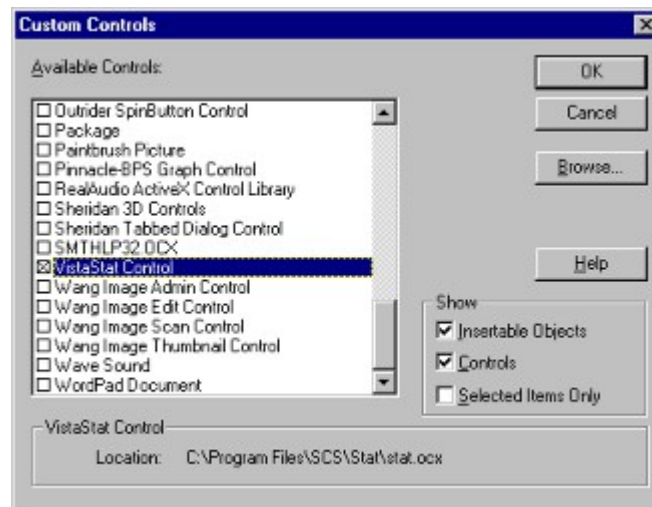 Custom Controls
Available Controls:
Outrider SpinButton Control
Package
Paintbrush Picture
Pinnacle-BPS Graph Control
RealAudio ActiveX Control Library
Sheridan 3D Controls
Sheridan Tabbed Dialog Control
SMTHLP32 OCX
VistaStat Control
Wang Image Admin Control
Wang Image Edit Control
Wang Image Scan Control
Wang Image Thumbnail Control
Wave Sound
WordPad Document
OK
Cancel
Browse...
Help
Show
Insertable Objects
Controls
Selected Items Only
VistaStat Control
Location: C:\Program Files\SCS\Stat\stat.ocx